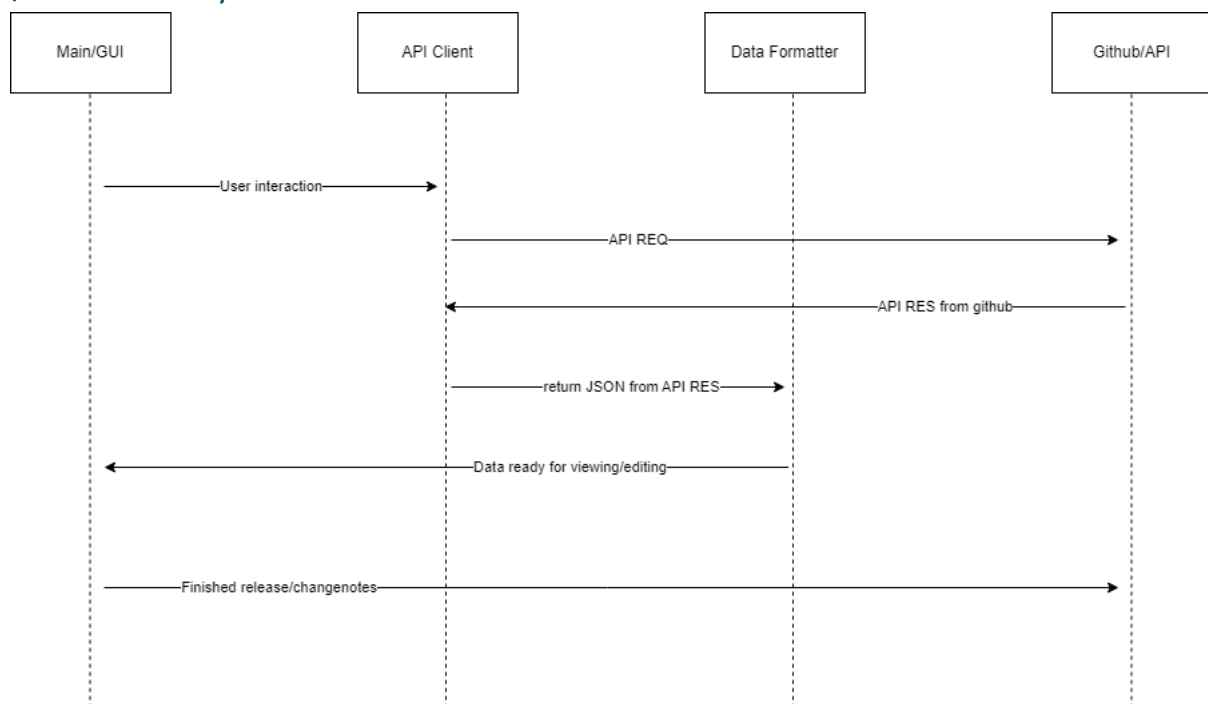 Main/GUI
API Client
Data Formatter
Github/API
User interaction
API REQ
API RES from github
return JSON from API RES
Data ready for viewing/editing
Finished release/changenotes